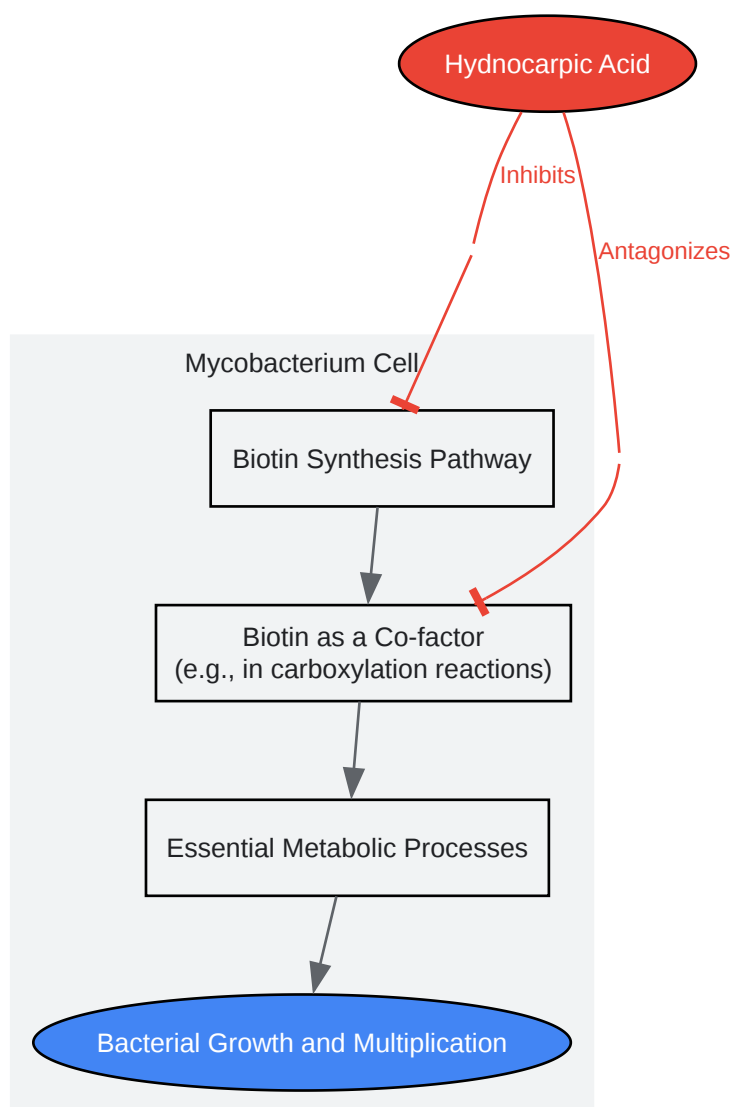 Hydnocarpic Acid
Inhibits
Antagonizes
Mycobacterium Cell
Biotin Synthesis Pathway
Biotin as a Co-factor
(e.g., in carboxylation reactions)
Essential Metabolic Processes
Bacterial Growth and Multiplication